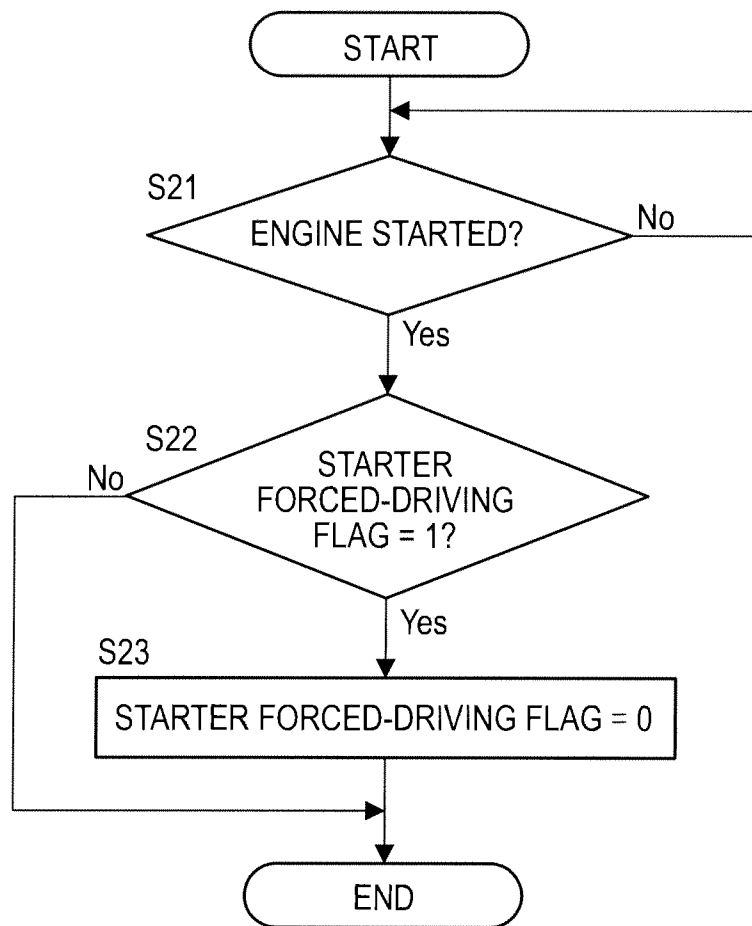 START
S21
ENGINE STARTED?
No
Yes
S22
No
STARTER
FORCED-DRIVING
FLAG = 1?
Yes
S23
STARTER FORCED-DRIVING FLAG = 0
END